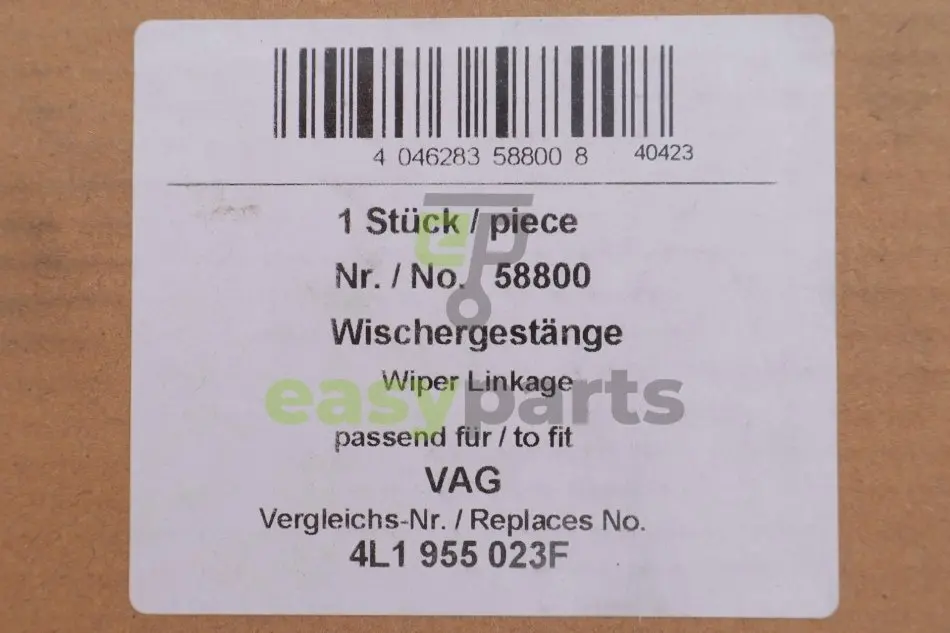 4 046283 58800 8 40423
1 Stück / piece
Nr. / No. 58800
Wischergestänge
Wiper Linkage
easyparts
passend für / to fit
VAG
Vergleichs-Nr. / Replaces No.
4L1 955 023F